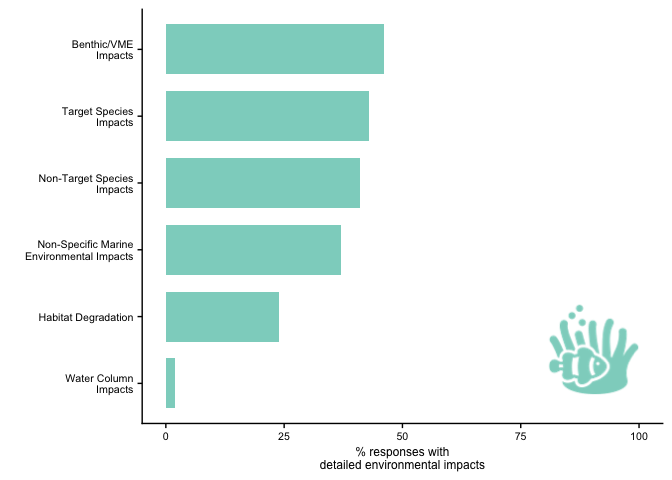 Benthic/VME
Impacts
Target Species
Impacts
Non-Target Species
Impacts
Non-Specific Marine
Environmental Impacts
Habitat Degradation
Water Column
Impacts
0 25 50 75 100
% responses with
detailed environmental impacts